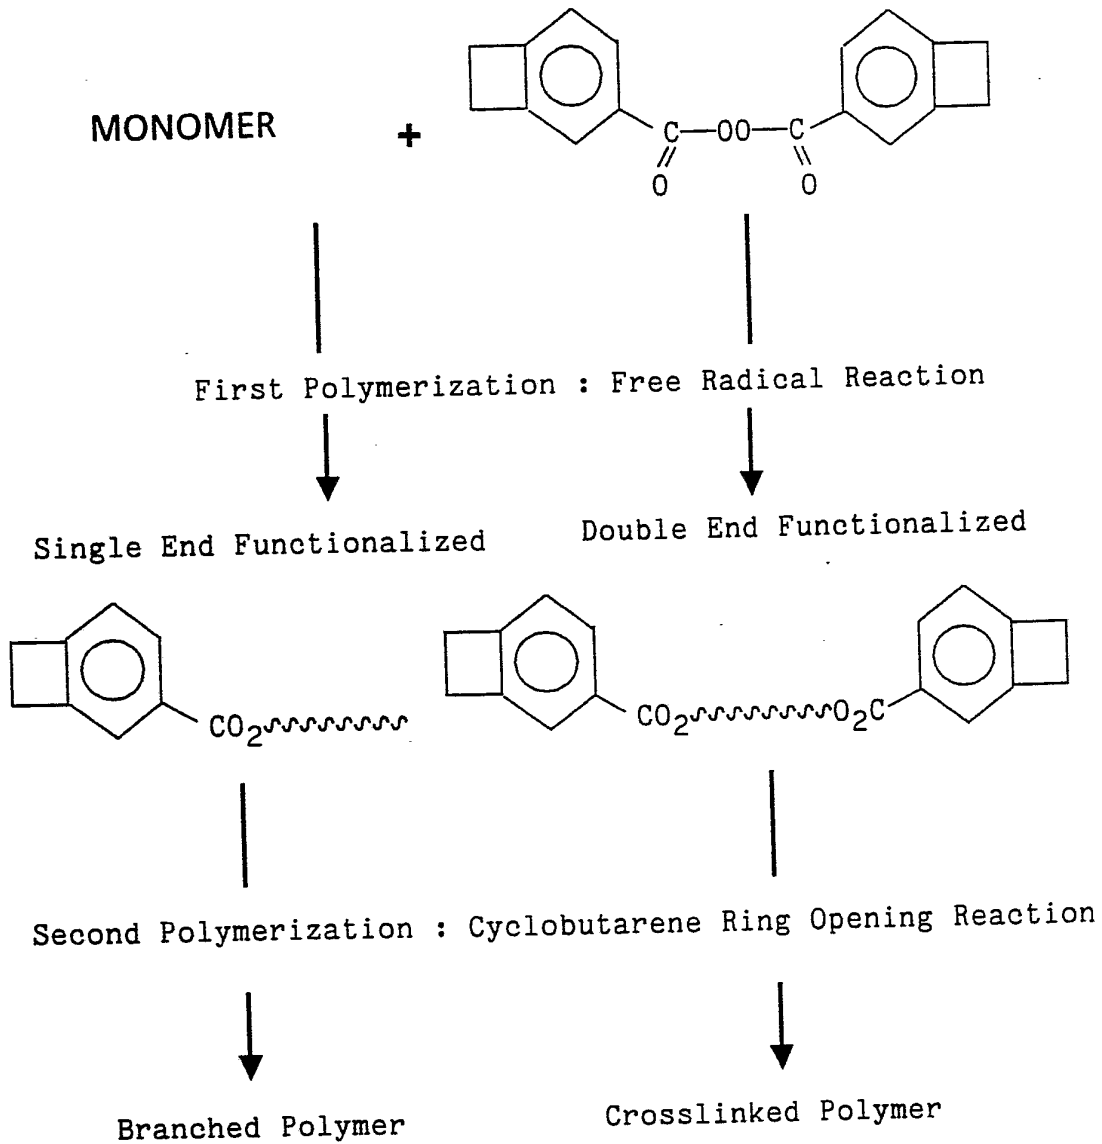 MONOMER + C—OO—C
O O
First Polymerization : Free Radical Reaction
Single End Functionalized Double End Functionalized
CO2 CO2 O2C
Second Polymerization : Cyclobutarene Ring Opening Reaction
Branched Polymer Crosslinked Polymer